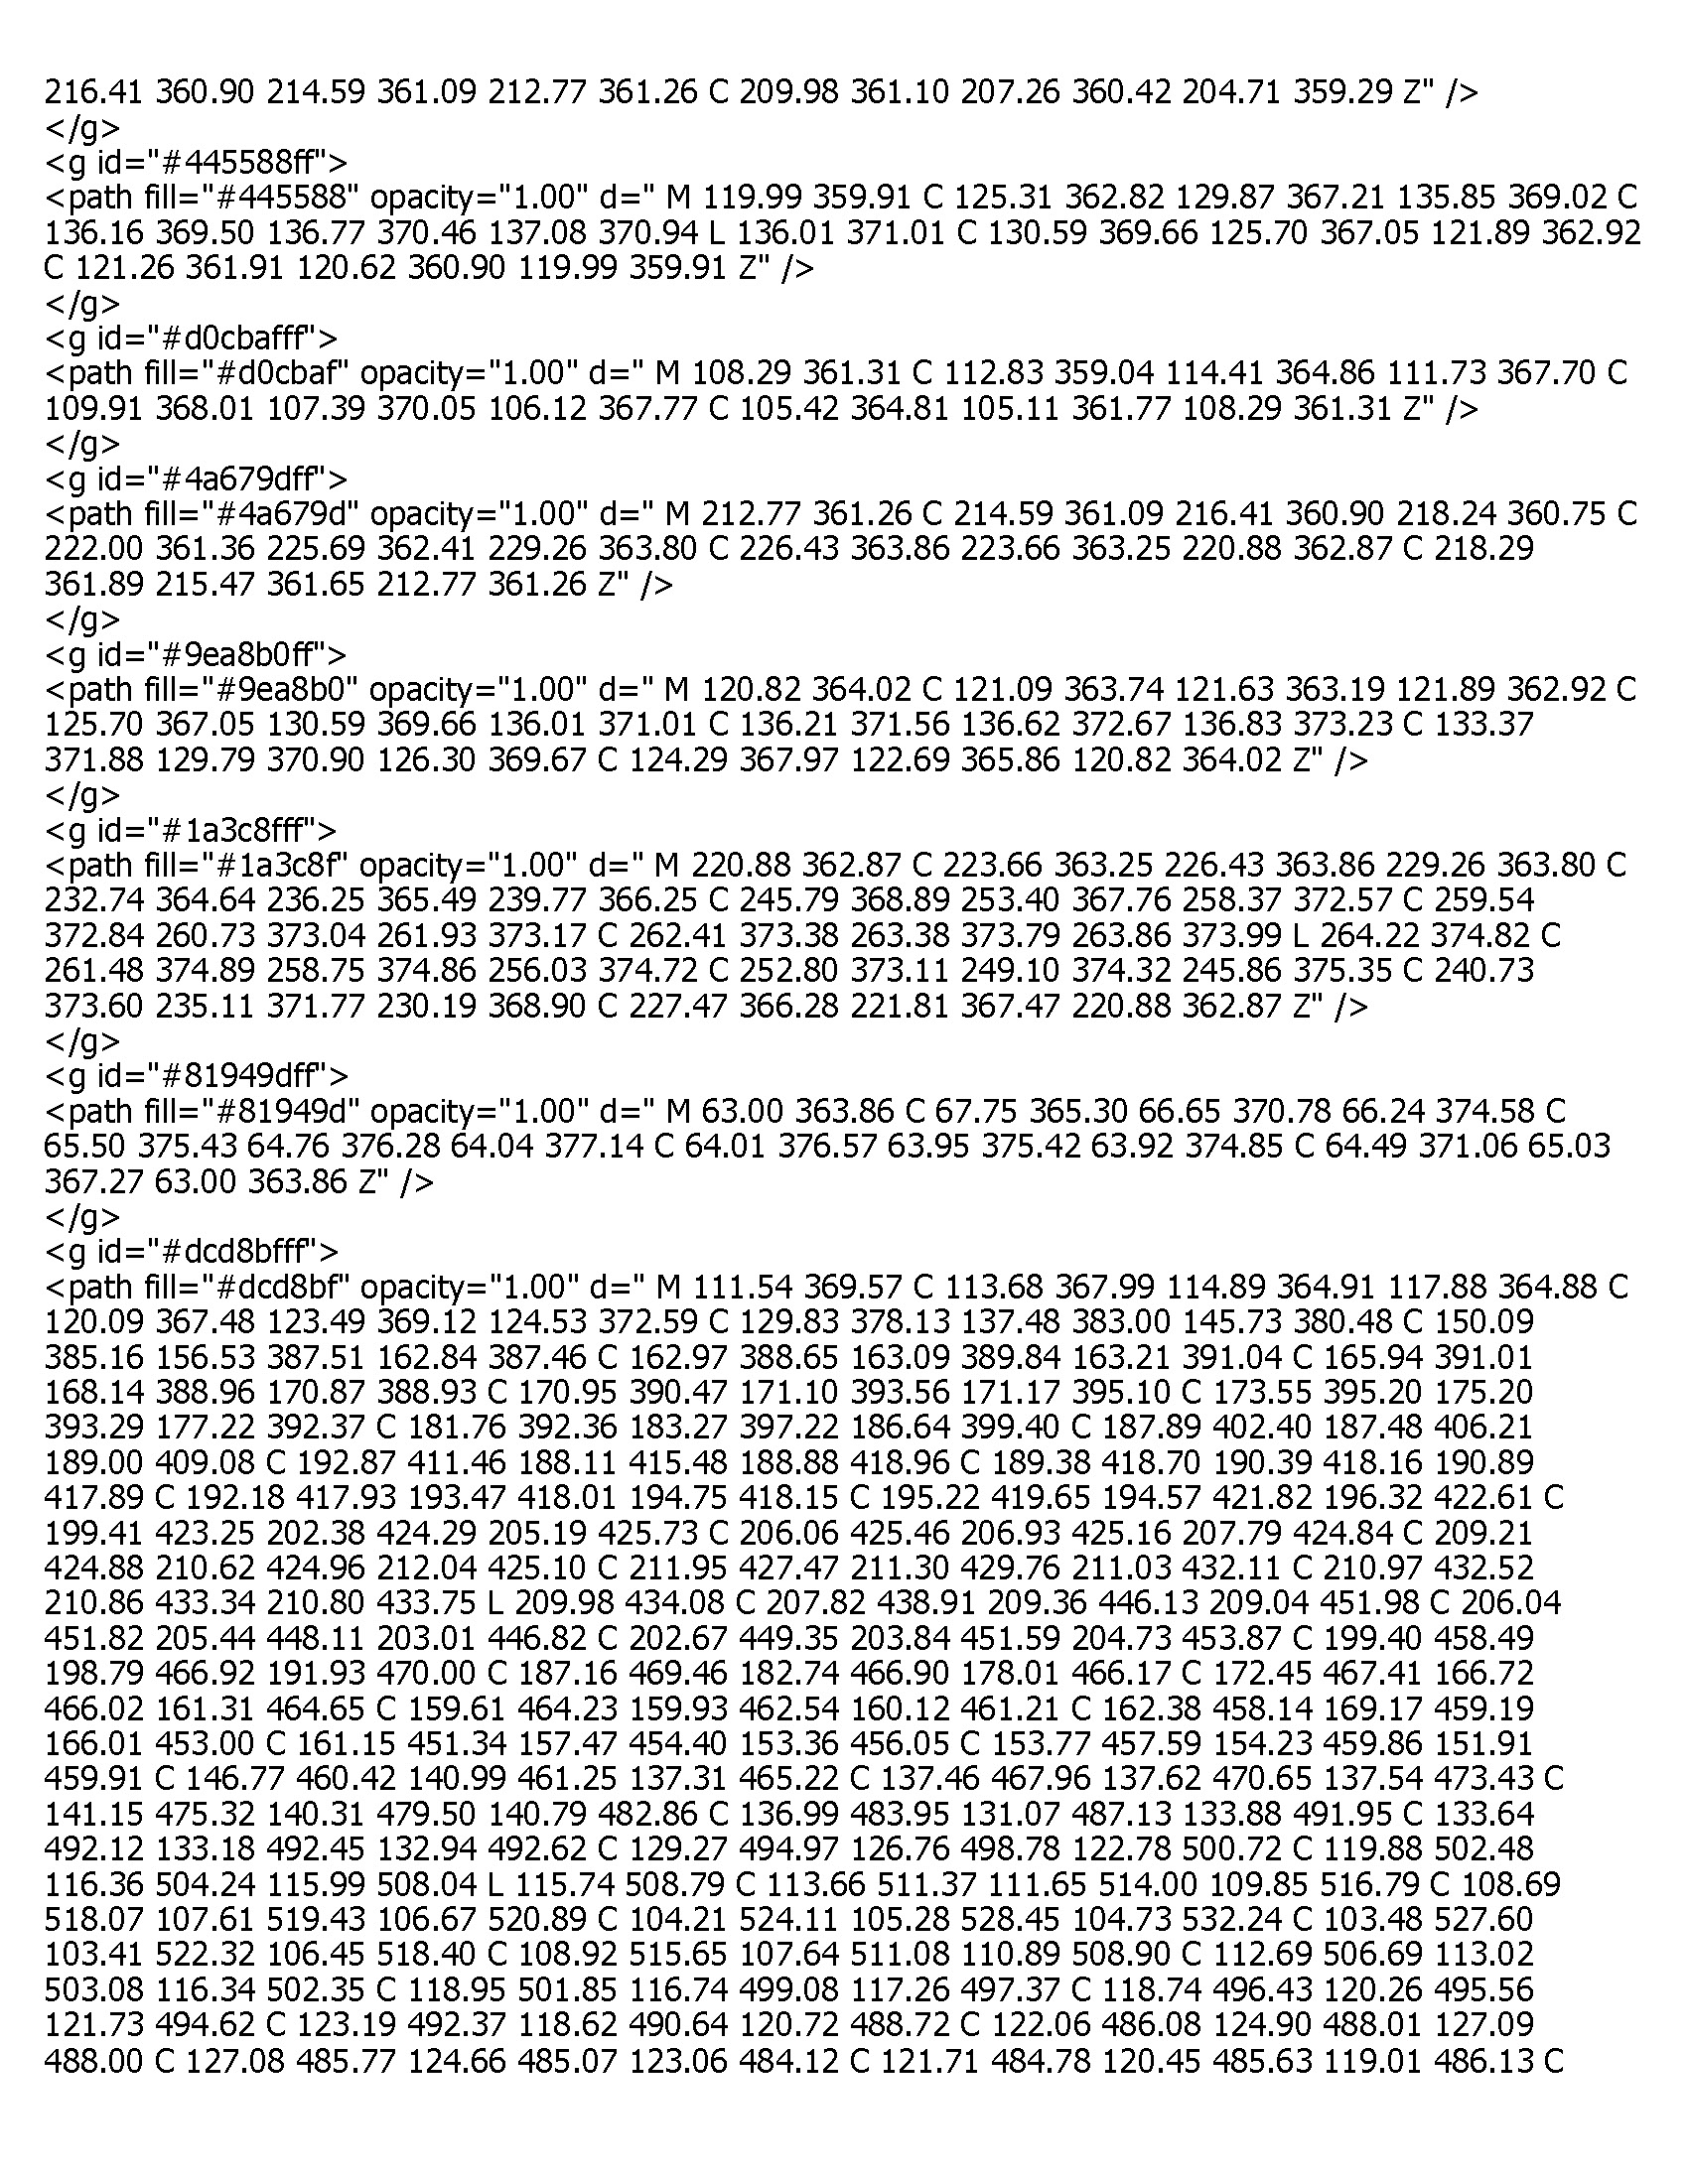 216.41 360.90 214.59 361.09 212.77 361.26 C 209.98 361.10 207.26 360.42 204.71 359.29 Z" />
</g>
<g id="#445588ff">
<path fill="#445588" opacity="1.00" d=" M 119.99 359.91 C 125.31 362.82 129.87 367.21 135.85 369.02 C
136.16 369.50 136.77 370.46 137.08 370.94 L 136.01 371.01 C 130.59 369.66 125.70 367.05 121.89 362.92
C 121.26 361.91 120.62 360.90 119.99 359.91 Z" />
</g>
<g id="#d0cbafff">
<path fill="#d0cbaf" opacity="1.00" d=" M 108.29 361.31 C 112.83 359.04 114.41 364.86 111.73 367.70 C
109.91 368.01 107.39 370.05 106.12 367.77 C 105.42 364.81 105.11 361.77 108.29 361.31 Z" />
</g>
<g id="#4a679dff">
<path fill="#4a679d" opacity="1.00" d=" M 212.77 361.26 C 214.59 361.09 216.41 360.90 218.24 360.75 C
222.00 361.36 225.69 362.41 229.26 363.80 C 226.43 363.86 223.66 363.25 220.88 362.87 C 218.29
361.89 215.47 361.65 212.77 361.26 Z" />
</g>
<g id="#9ea8b0ff">
<path fill="#9ea8b0" opacity="1.00" d=" M 120.82 364.02 C 121.09 363.74 121.63 363.19 121.89 362.92 C
125.70 367.05 130.59 369.66 136.01 371.01 C 136.21 371.56 136.62 372.67 136.83 373.23 C 133.37
371.88 129.79 370.90 126.30 369.67 C 124.29 367.97 122.69 365.86 120.82 364.02 Z" />
</g>
<g id="#1a3c8fff">
<path fill="#1a3c8f" opacity="1.00" d=" M 220.88 362.87 C 223.66 363.25 226.43 363.86 229.26 363.80 C
232.74 364.64 236.25 365.49 239.77 366.25 C 245.79 368.89 253.40 367.76 258.37 372.57 C 259.54
372.84 260.73 373.04 261.93 373.17 C 262.41 373.38 263.38 373.79 263.86 373.99 L 264.22 374.82 C
261.48 374.89 258.75 374.86 256.03 374.72 C 252.80 373.11 249.10 374.32 245.86 375.35 C 240.73
373.60 235.11 371.77 230.19 368.90 C 227.47 366.28 221.81 367.47 220.88 362.87 Z" />
</g>
<g id="#81949dff">
<path fill="#81949d" opacity="1.00" d=" M 63.00 363.86 C 67.75 365.30 66.65 370.78 66.24 374.58 C
65.50 375.43 64.76 376.28 64.04 377.14 C 64.01 376.57 63.95 375.42 63.92 374.85 C 64.49 371.06 65.03
367.27 63.00 363.86 Z" />
</g>
<g id="#dcd8bfff">
<path fill="#dcd8bf" opacity="1.00" d=" M 111.54 369.57 C 113.68 367.99 114.89 364.91 117.88 364.88 C
120.09 367.48 123.49 369.12 124.53 372.59 C 129.83 378.13 137.48 383.00 145.73 380.48 C 150.09
385.16 156.53 387.51 162.84 387.46 C 162.97 388.65 163.09 389.84 163.21 391.04 C 165.94 391.01
168.14 388.96 170.87 388.93 C 170.95 390.47 171.10 393.56 171.17 395.10 C 173.55 395.20 175.20
393.29 177.22 392.37 C 181.76 392.36 183.27 397.22 186.64 399.40 C 187.89 402.40 187.48 406.21
189.00 409.08 C 192.87 411.46 188.11 415.48 188.88 418.96 C 189.38 418.70 190.39 418.16 190.89
417.89 C 192.18 417.93 193.47 418.01 194.75 418.15 C 195.22 419.65 194.57 421.82 196.32 422.61 C
199.41 423.25 202.38 424.29 205.19 425.73 C 206.06 425.46 206.93 425.16 207.79 424.84 C 209.21
424.88 210.62 424.96 212.04 425.10 C 211.95 427.47 211.30 429.76 211.03 432.11 C 210.97 432.52
210.86 433.34 210.80 433.75 L 209.98 434.08 C 207.82 438.91 209.36 446.13 209.04 451.98 C 206.04
451.82 205.44 448.11 203.01 446.82 C 202.67 449.35 203.84 451.59 204.73 453.87 C 199.40 458.49
198.79 466.92 191.93 470.00 C 187.16 469.46 182.74 466.90 178.01 466.17 C 172.45 467.41 166.72
466.02 161.31 464.65 C 159.61 464.23 159.93 462.54 160.12 461.21 C 162.38 458.14 169.17 459.19
166.01 453.00 C 161.15 451.34 157.47 454.40 153.36 456.05 C 153.77 457.59 154.23 459.86 151.91
459.91 C 146.77 460.42 140.99 461.25 137.31 465.22 C 137.46 467.96 137.62 470.65 137.54 473.43 C
141.15 475.32 140.31 479.50 140.79 482.86 C 136.99 483.95 131.07 487.13 133.88 491.95 C 133.64
492.12 133.18 492.45 132.94 492.62 C 129.27 494.97 126.76 498.78 122.78 500.72 C 119.88 502.48
116.36 504.24 115.99 508.04 L 115.74 508.79 C 113.66 511.37 111.65 514.00 109.85 516.79 C 108.69
518.07 107.61 519.43 106.67 520.89 C 104.21 524.11 105.28 528.45 104.73 532.24 C 103.48 527.60
103.41 522.32 106.45 518.40 C 108.92 515.65 107.64 511.08 110.89 508.90 C 112.69 506.69 113.02
503.08 116.34 502.35 C 118.95 501.85 116.74 499.08 117.26 497.37 C 118.74 496.43 120.26 495.56
121.73 494.62 C 123.19 492.37 118.62 490.64 120.72 488.72 C 122.06 486.08 124.90 488.01 127.09
488.00 C 127.08 485.77 124.66 485.07 123.06 484.12 C 121.71 484.78 120.45 485.63 119.01 486.13 C